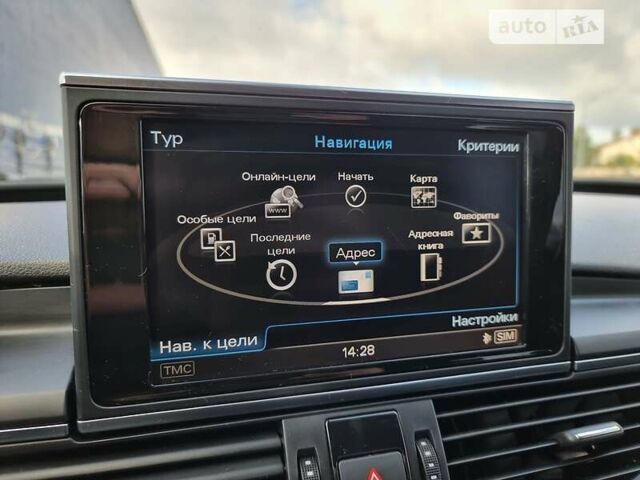 auto RIA
Тур Навигация Критерии
Онлайн-цели Начать Карта
www
Особые цели Фавориты
Последние цели Адрес Адресная книга
Настройки
Нав. к цели
14:28 SIM
TMC